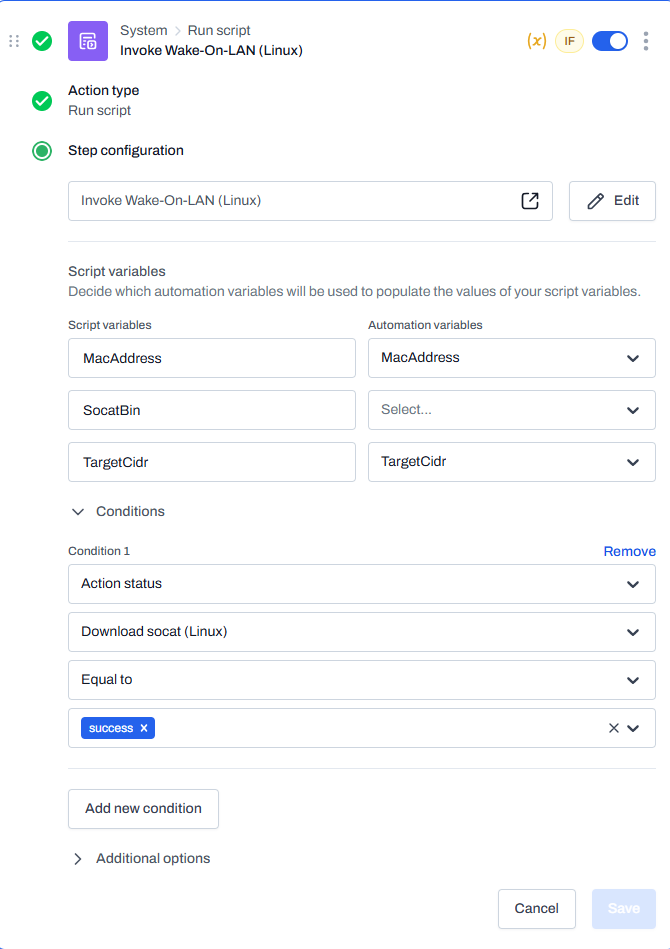 System > Run script
Invoke Wake-On-LAN (Linux)
(x)
IF
Action type
Run script
Step configuration
Invoke Wake-On-LAN (Linux)
Edit
Script variables
Decide which automation variables will be used to populate the values of your script variables.
Script variables Automation variables
MacAddress MacAddress
SocatBin Select...
TargetCidr TargetCidr
Conditions
Condition 1 Remove
Action status
Download socat (Linux)
Equal to
success x
Add new condition
Additional options
Cancel Save